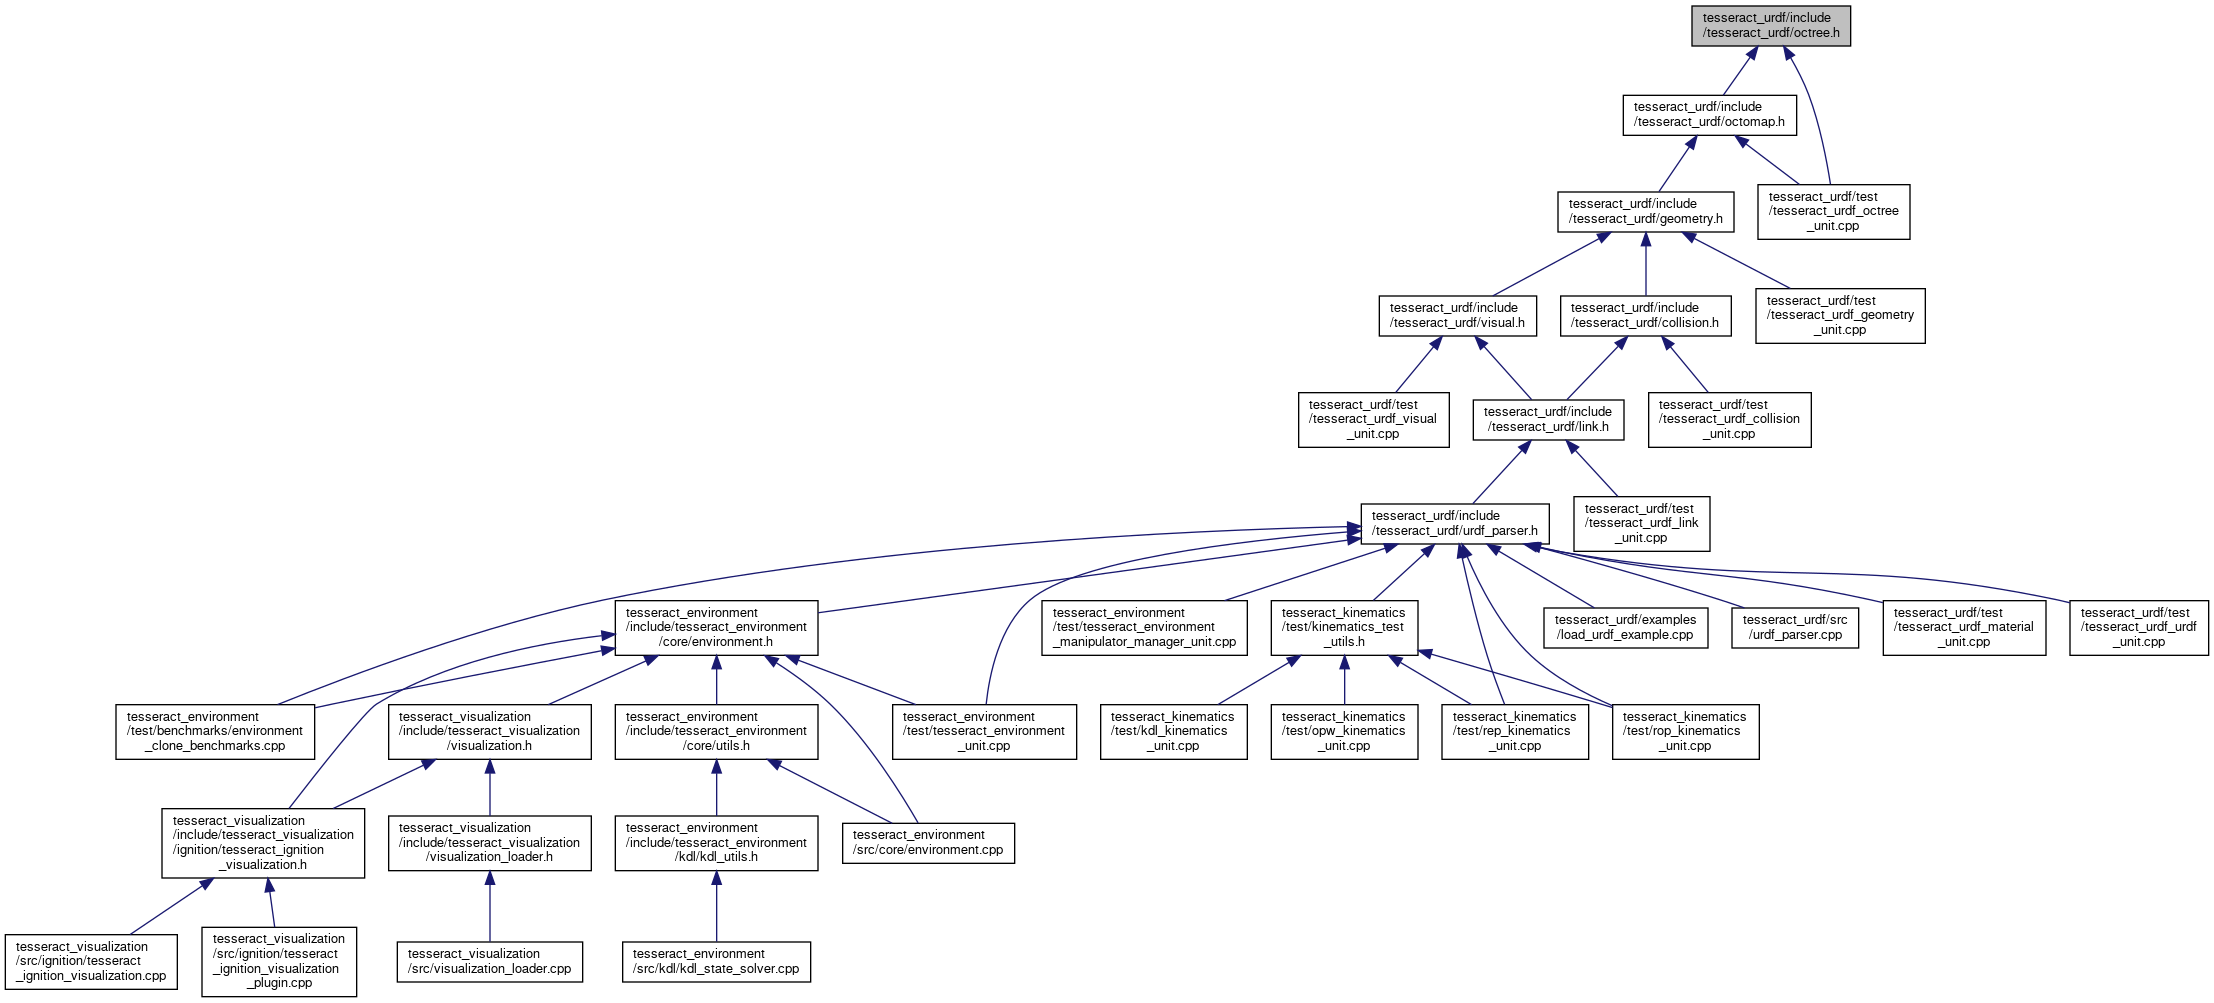 tesseract_urdf/include
/tesseract_urdf/octree.h
tesseract_urdf/include
/tesseract_urdf/octomap.h
tesseract_urdf/include
/tesseract_urdf/geometry.h
tesseract_urdf/test
/tesseract_urdf_octree
_unit.cpp
tesseract_urdf/include
/tesseract_urdf/visual.h
tesseract_urdf/include
/tesseract_urdf/collision.h
tesseract_urdf/test
/tesseract_urdf_geometry
_unit.cpp
tesseract_urdf/test
/tesseract_urdf_visual
_unit.cpp
tesseract_urdf/include
/tesseract_urdf/link.h
tesseract_urdf/test
/tesseract_urdf_collision
_unit.cpp
tesseract_urdf/include
/tesseract_urdf/urdf_parser.h
tesseract_urdf/test
/tesseract_urdf_link
_unit.cpp
tesseract_environment
/include/tesseract_environment
/core/environment.h
tesseract_environment
/test/tesseract_environment
_manipulator_manager_unit.cpp
tesseract_kinematics
/test/kinematics_test
_utils.h
tesseract_urdf/examples
/load_urdf_example.cpp
tesseract_urdf/src
/urdf_parser.cpp
tesseract_urdf/test
/tesseract_urdf_material
_unit.cpp
tesseract_urdf/test
/tesseract_urdf_urdf
_unit.cpp
tesseract_environment
/test/benchmarks/environment
_clone_benchmarks.cpp
tesseract_visualization
/include/tesseract_visualization
/visualization.h
tesseract_environment
/include/tesseract_environment
/core/utils.h
tesseract_environment
/test/tesseract_environment
_unit.cpp
tesseract_kinematics
/test/kdl_kinematics
_unit.cpp
tesseract_kinematics
/test/opw_kinematics
_unit.cpp
tesseract_kinematics
/test/rep_kinematics
_unit.cpp
tesseract_kinematics
/test/rop_kinematics
_unit.cpp
tesseract_visualization
/include/tesseract_visualization
/ignition/tesseract_ignition
_visualization.h
tesseract_visualization
/include/tesseract_visualization
/visualization_loader.h
tesseract_environment
/include/tesseract_environment
/kdl/kdl_utils.h
tesseract_environment
/src/core/environment.cpp
tesseract_visualization
/src/ignition/tesseract
_ignition_visualization.cpp
tesseract_visualization
/src/ignition/tesseract
_ignition_visualization
_plugin.cpp
tesseract_visualization
/src/visualization_loader.cpp
tesseract_environment
/src/kdl/kdl_state_solver.cpp